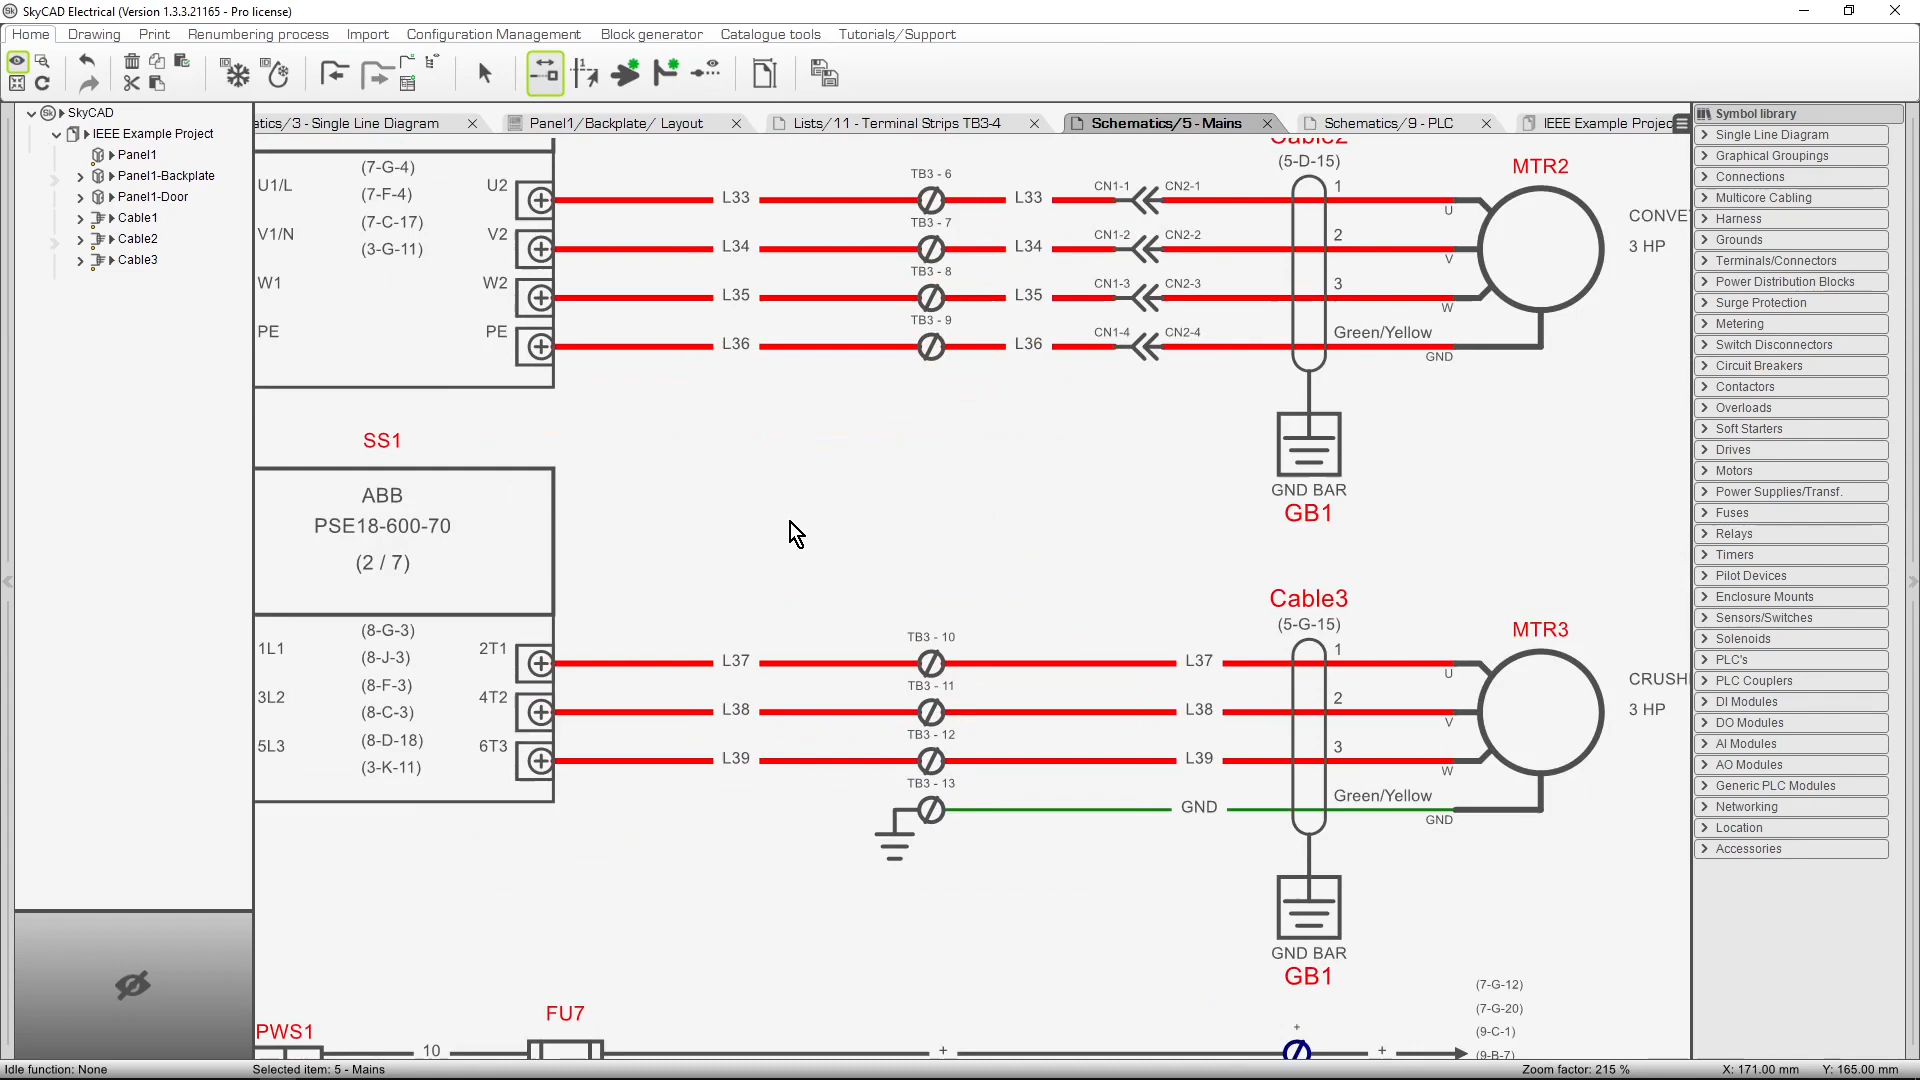 SkyCAD Electrical (Version 1.3.3.21165 - Pro license)
Home Drawing Print Renumbering process Import Configuration Management Block generator Catalogue tools Tutorials/Support
SkyCAD
IEEE Example Project
Panel1
Panel1-Backplate
Panel1-Door
Cable1
Cable2
Cable3
atics/3 - Single Line Diagram
Panel1/Backplate/ Layout
Lists/11 - Terminal Strips TB3-4
Schematics/5 - Mains
Schematics/9 - PLC
IEEE Example Projec
Cable2
(5-D-15)
MTR2
CONVE
3 HP
U1/L (7-G-4) U2
(7-F-4)
V1/N (7-C-17) V2
(3-G-11)
W1 W2
PE PE
L33 TB3 - 6 L33 CN1-1 CN2-1 1 U
L34 TB3 - 7 L34 CN1-2 CN2-2 2 V
L35 TB3 - 8 L35 CN1-3 CN2-3 3 W
L36 TB3 - 9 L36 CN1-4 CN2-4 Green/Yellow GND
GND BAR
GB1
SS1
ABB
PSE18-600-70
(2 / 7)
1L1 (8-G-3) 2T1
(8-J-3)
3L2 (8-F-3) 4T2
(8-C-3)
5L3 (8-D-18) 6T3
(3-K-11)
Cable3
(5-G-15)
MTR3
CRUSH
3 HP
L37 TB3 - 10 L37 1 U
L38 TB3 - 11 L38 2 V
L39 TB3 - 12 L39 3 W
TB3 - 13 GND Green/Yellow GND
GND BAR
GB1
PWS1 10 FU7 + + +
(7-G-12)
(7-G-20)
(9-C-1)
(9-B-7)
Symbol library
Single Line Diagram
Graphical Groupings
Connections
Multicore Cabling
Harness
Grounds
Terminals/Connectors
Power Distribution Blocks
Surge Protection
Metering
Switch Disconnectors
Circuit Breakers
Contactors
Overloads
Soft Starters
Drives
Motors
Power Supplies/Transf.
Fuses
Relays
Timers
Pilot Devices
Enclosure Mounts
Sensors/Switches
Solenoids
PLC's
PLC Couplers
DI Modules
DO Modules
AI Modules
AO Modules
Generic PLC Modules
Networking
Location
Accessories
Idle function: None Selected item: 5 - Mains Zoom factor: 215 % X: 171.00 mm Y: 165.00 mm